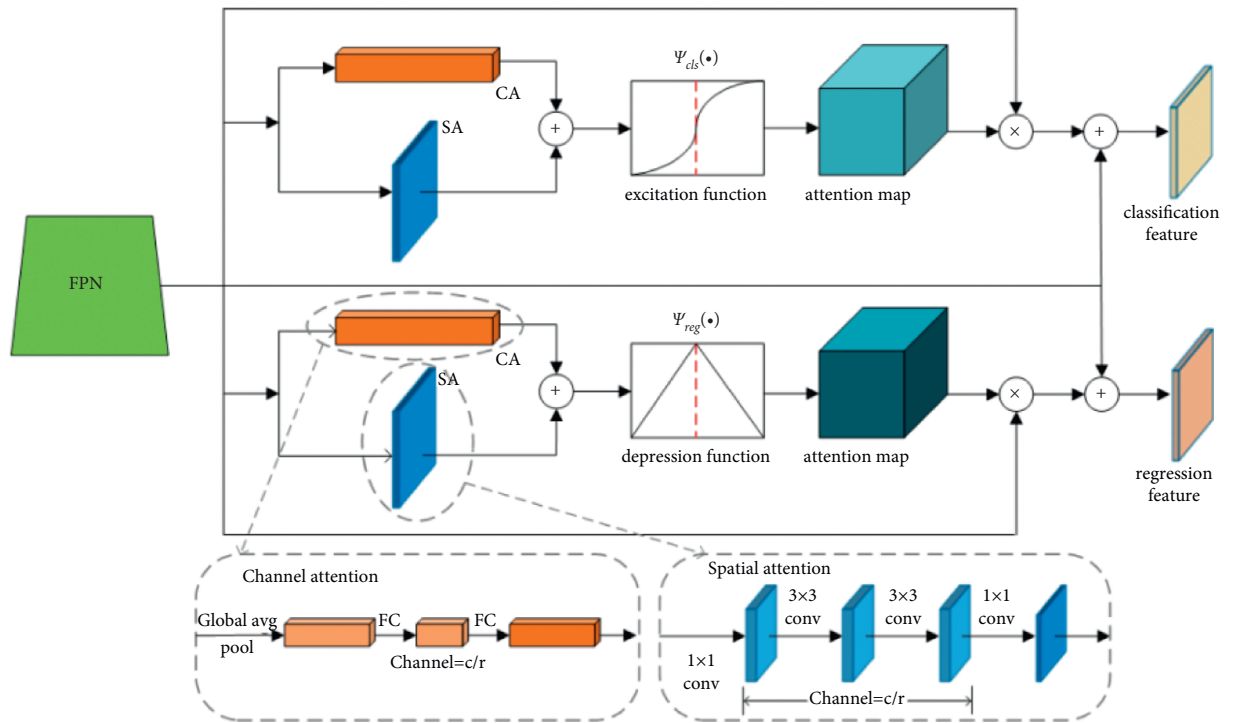 Ψcls(•)
CA
SA
+
×
+
excitation function
attention map
classification
feature
FPN
Ψreg(•)
CA
SA
+
×
+
depression function
attention map
regression
feature
Channel attention
Global avg
pool
FC
FC
Channel=c/r
Spatial attention
1×1
conv
3×3
conv
3×3
conv
1×1
conv
Channel=c/r